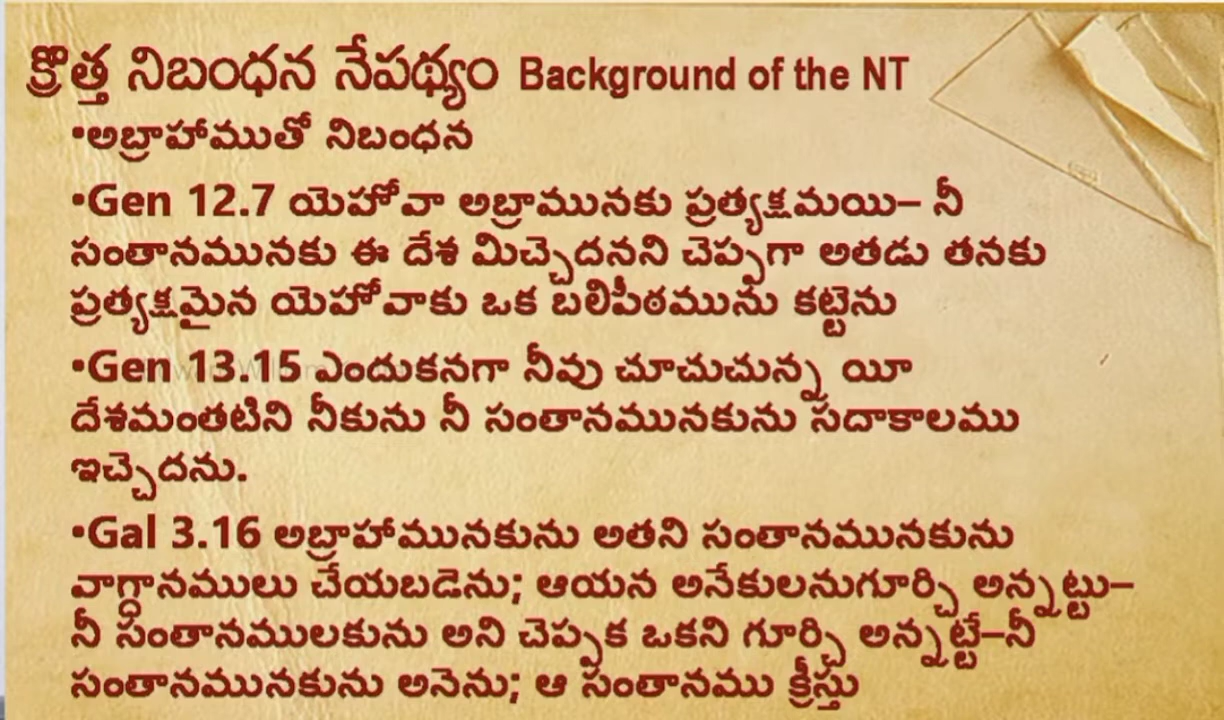 క్రొత్త నిబంధన నేపథ్యం Background of the NT
•అబ్రాహాముతో నిబంధన
•Gen 12.7 యెహోవా అబ్రామునకు ప్రత్యక్షమయి– నీ
సంతానమునకు ఈ దేశ మిచ్చెదనని చెప్పగా అతడు తనకు
ప్రత్యక్షమైన యెహోవాకు ఒక బలిపీఠమును కట్టెను
•Gen 13.15 ఎందుకనగా నీవు చూచుచున్న యీ
దేశమంతటిని నీకును నీ సంతానమునకును సదాకాలము
ఇచ్చెదను.
•Gal 3.16 అబ్రాహామునకును అతని సంతానమునకును
వాగ్దానములు చేయబడెను; ఆయన అనేకులనుగూర్చి అన్నట్టు–
నీ సంతానములకును అని చెప్పక ఒకని గూర్చి అన్నట్టే–నీ
సంతానమునకును అనెను; ఆ సంతానము క్రీస్తు